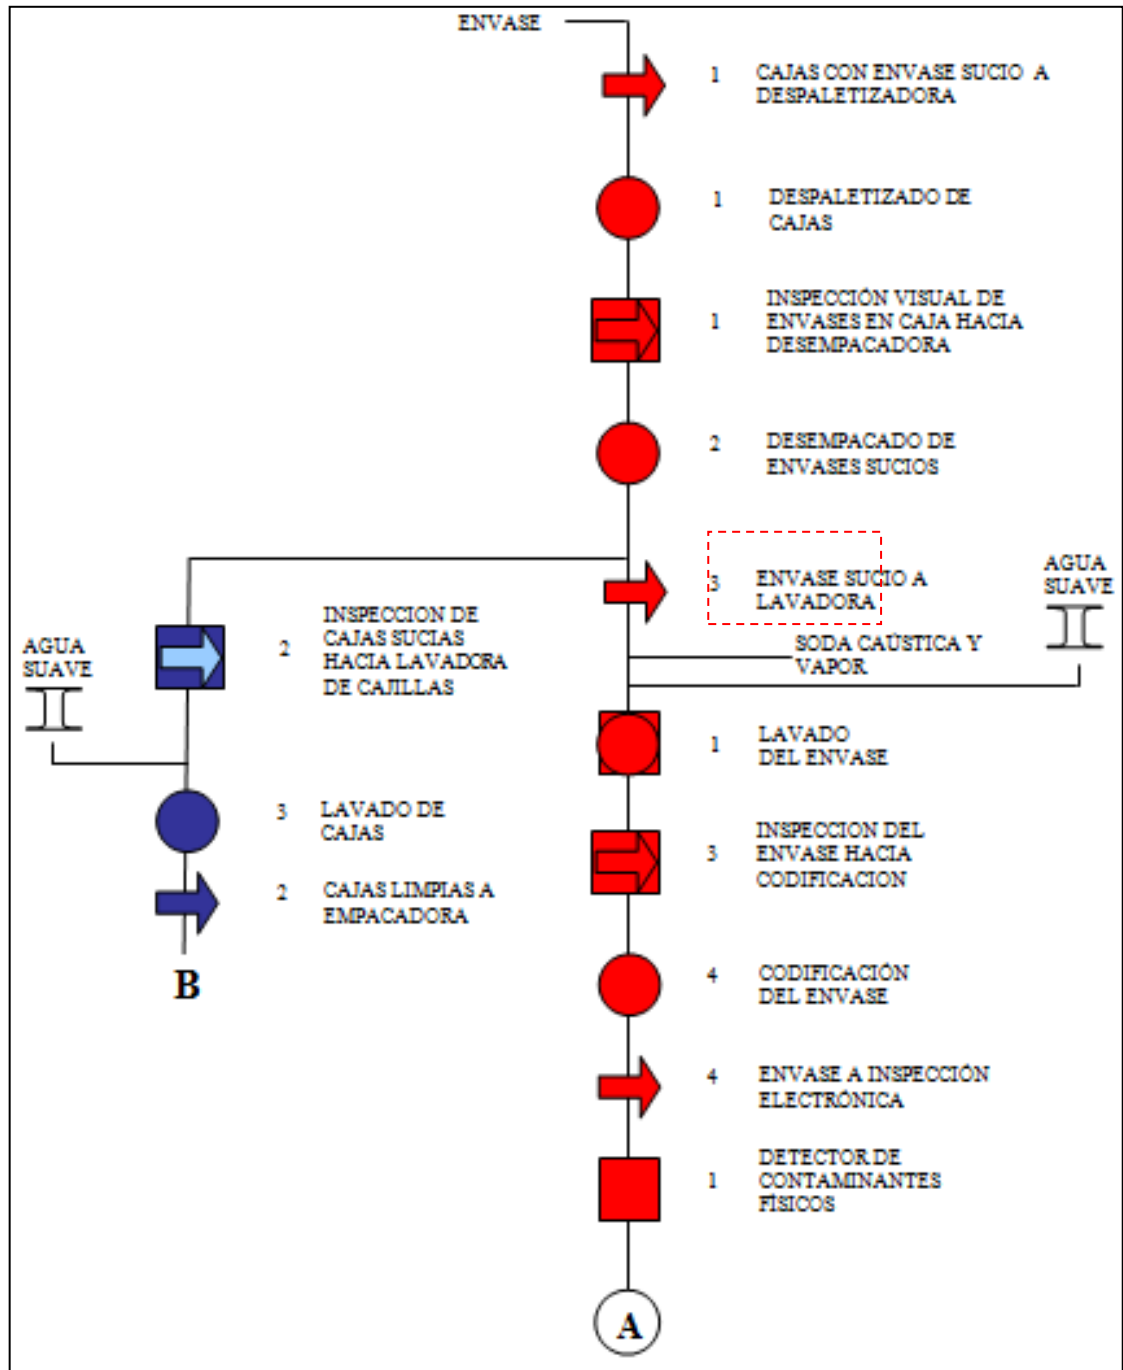 ENVASE
1 CAJAS CON ENVASE SUCIO A
DESPALETIZADORA
1 DESPALETIZADO DE
CAJAS
1 INSPECCIÓN VISUAL DE
ENVASES EN CAJA HACIA
DESEMPACADORA
2 DESEMPACADO DE
ENVASES SUCIOS
3 ENVASE SUCIO A
LAVADORA
AGUA
SUAVE
SODA CAÚSTICA Y
VAPOR
2 INSPECCION DE
CAJAS SUCIAS
HACIA LAVADORA
DE CAJILLAS
AGUA
SUAVE
3 LAVADO DE
CAJAS
2 CAJAS LIMPIAS A
EMPACADORA
B
1 LAVADO
DEL ENVASE
3 INSPECCION DEL
ENVASE HACIA
CODIFICACION
4 CODIFICACIÓN
DEL ENVASE
4 ENVASE A INSPECCIÓN
ELECTRÓNICA
1 DETECTOR DE
CONTAMINANTES
FÍSICOS
A